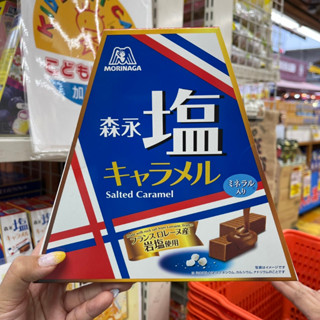 MORINAGA
森永
塩
キャラメル
Salted Caramel
ミネラル
入り
フランスロレーヌ産
岩塩使用
こども
加